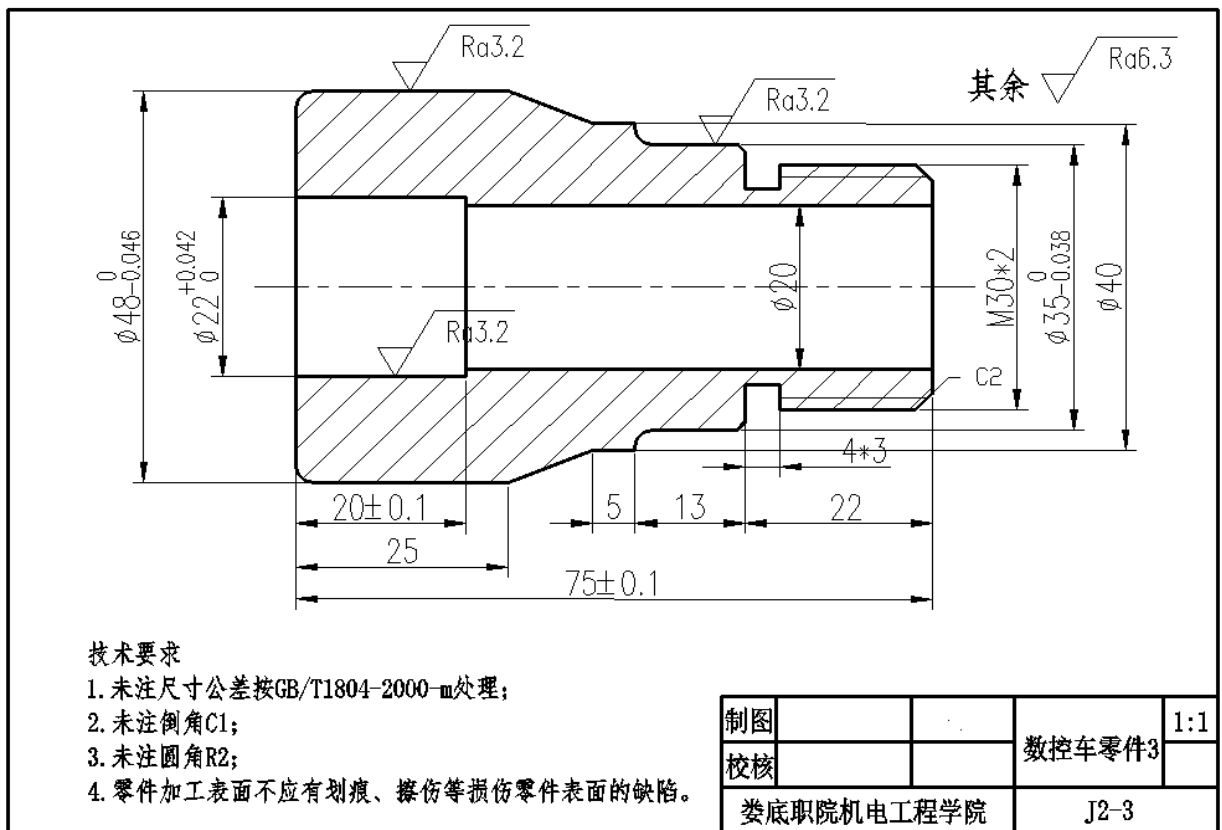 Ra3.2
Ra3.2
其余 Ra6.3
Ra3.2
ø48 0 -0.046
ø22 +0.042 0
ø20
M30*2
ø35 0 -0.038
ø40
C2
4*3
20±0.1
5
13
22
25
75±0.1
技术要求
1.未注尺寸公差按GB/T1804-2000-m处理;
2.未注倒角C1;
3.未注圆角R2;
4.零件加工表面不应有划痕、擦伤等损伤零件表面的缺陷。
制图
校核
数控车零件3
1:1
娄底职院机电工程学院
J2-3